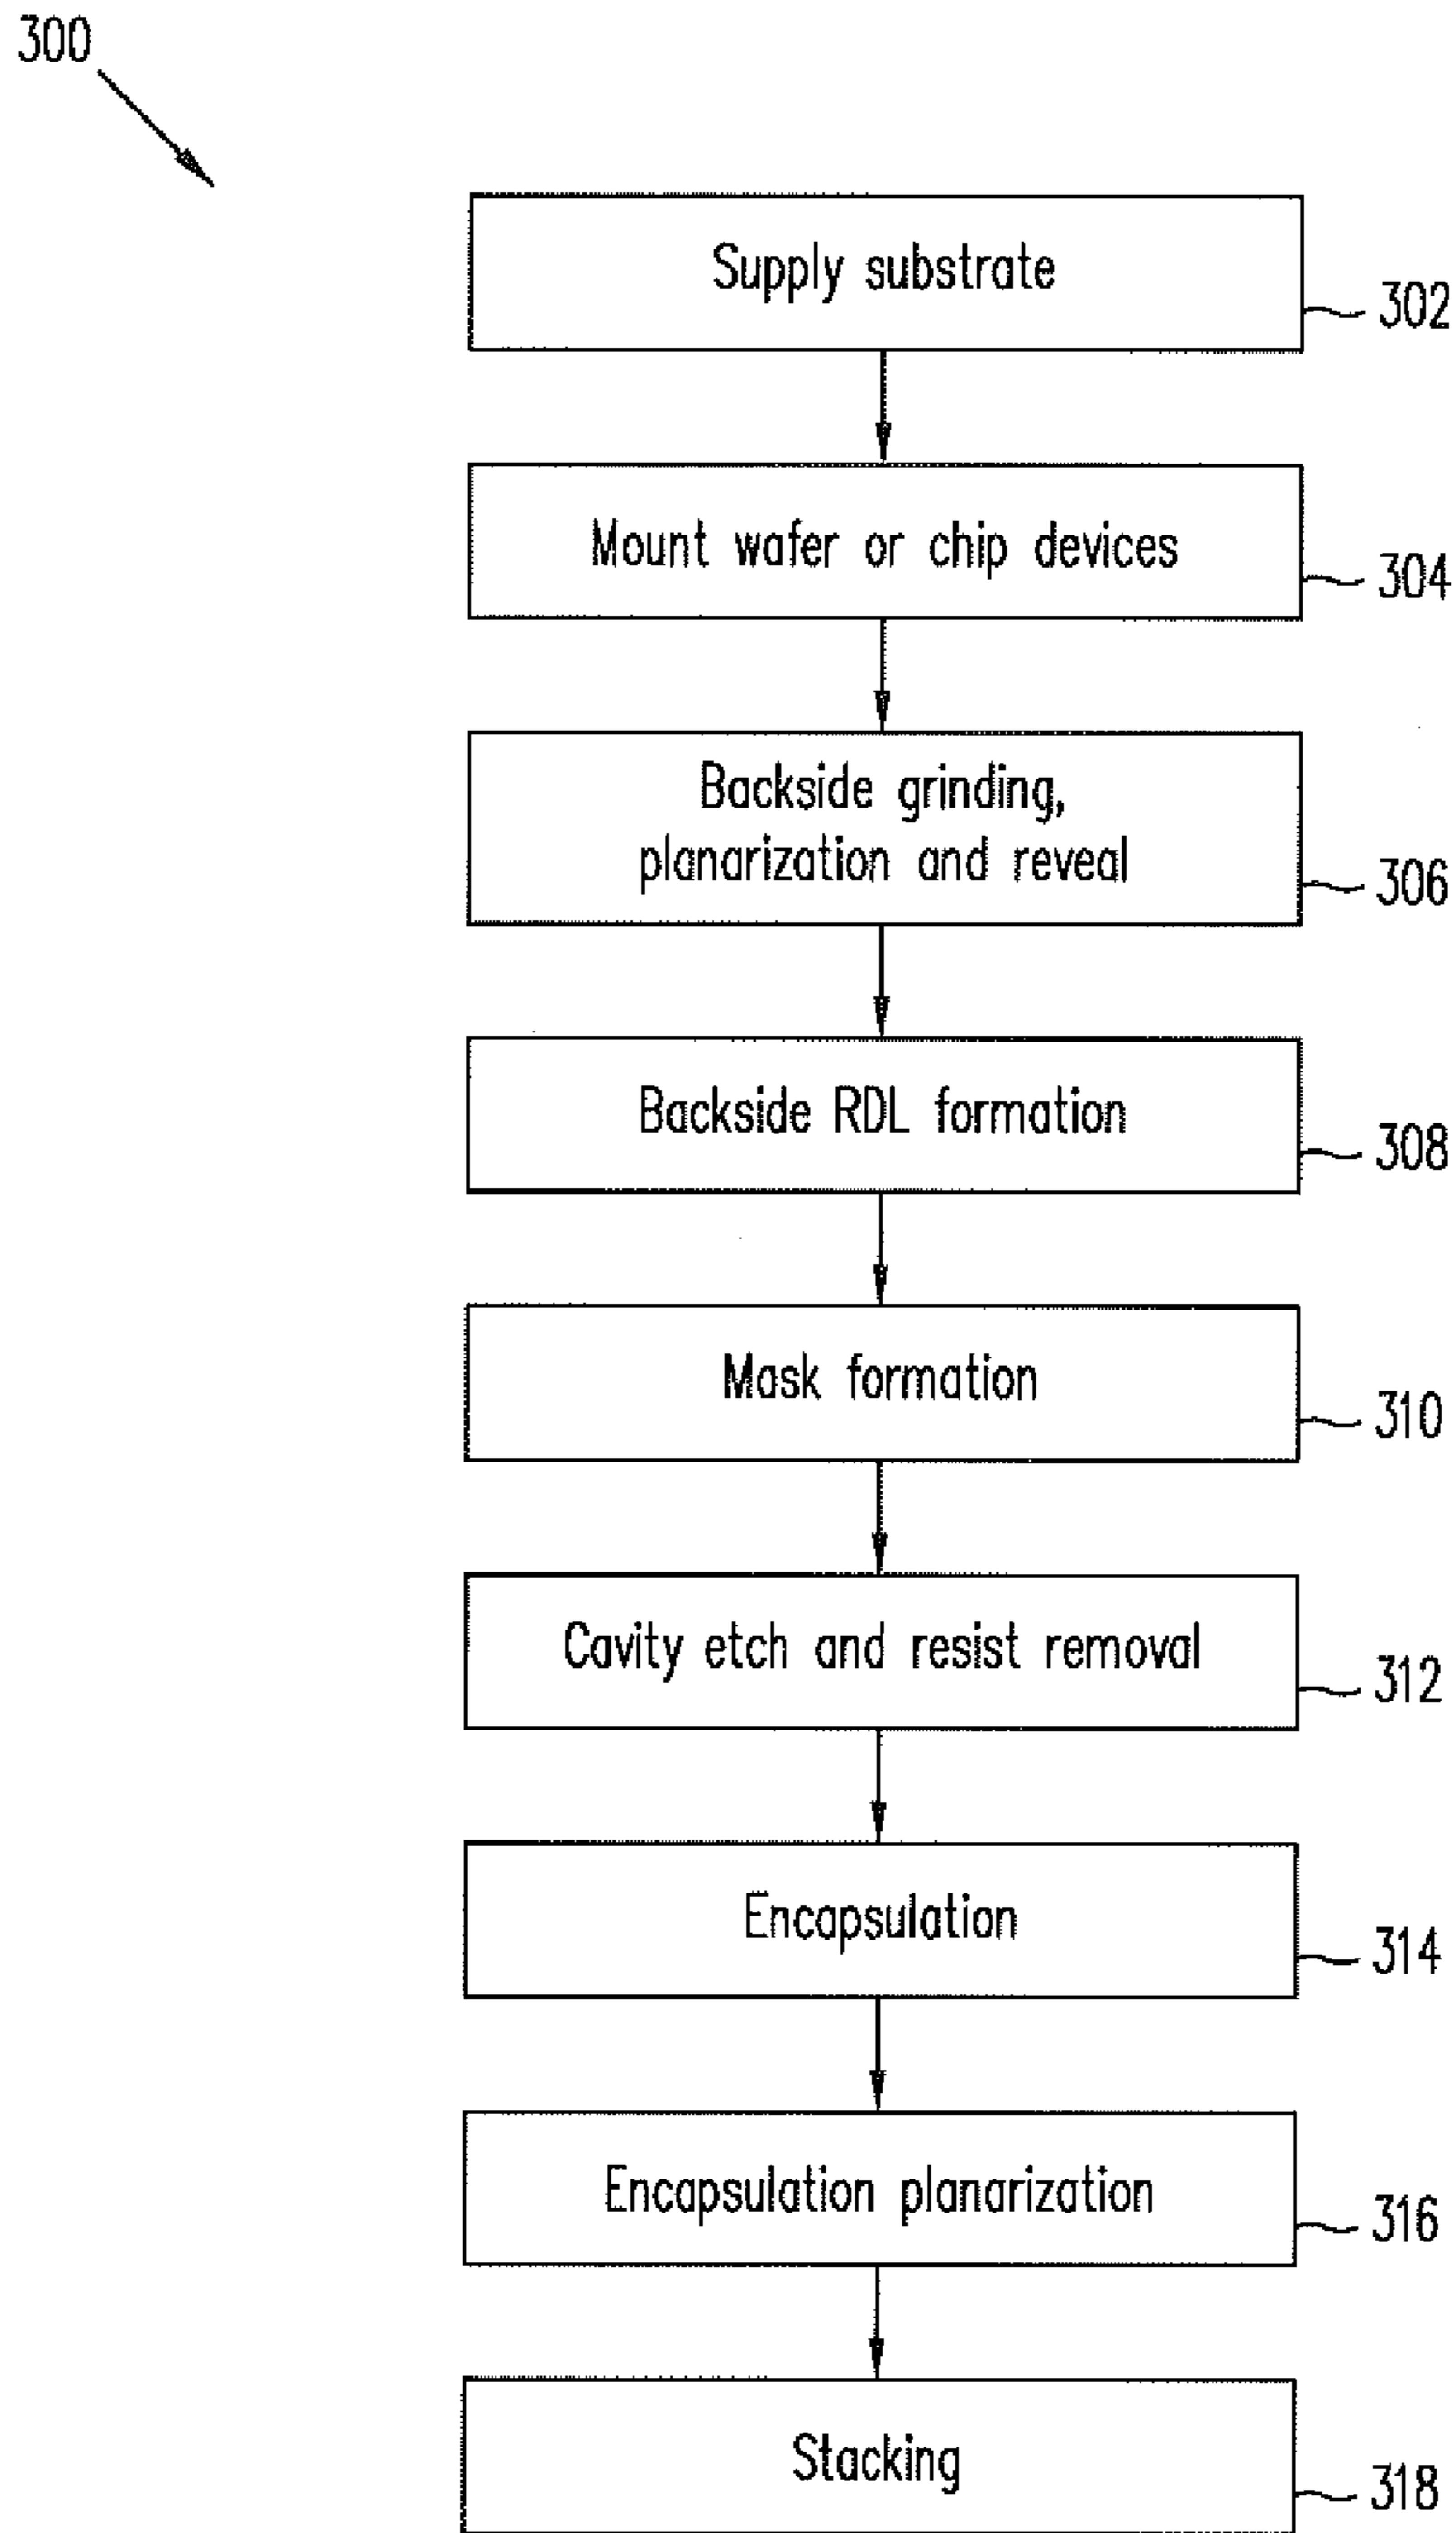 300
Supply substrate
302
Mount wafer or chip devices
304
Backside grinding,
planarization and reveal
306
Backside RDL formation
308
Mask formation
310
Cavity etch and resist removal
312
Encapsulation
314
Encapsulation planarization
316
Stacking
318